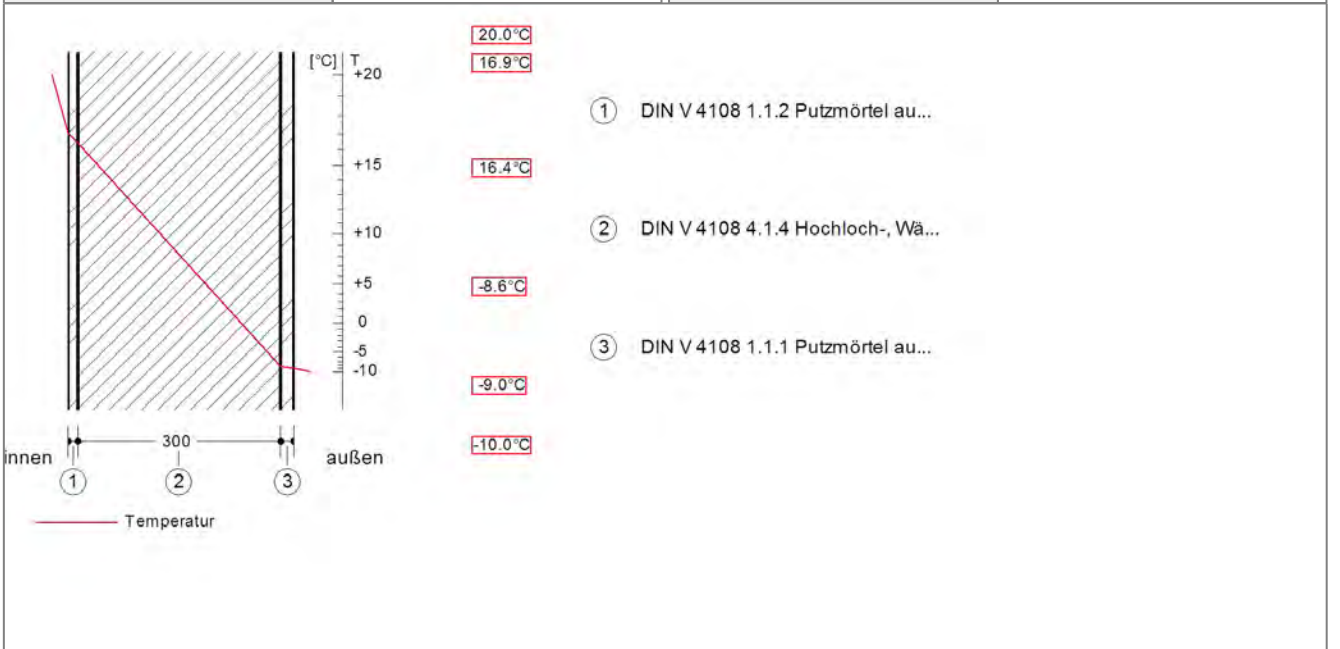 20.0°C
[°C] T
16.9°C
+20
① DIN V 4108 1.1.2 Putzmörtel au...
+15
16.4°C
② DIN V 4108 4.1.4 Hochloch-, Wä...
+10
+5
-8.6°C
0
③ DIN V 4108 1.1.1 Putzmörtel au...
-5
-10
-9.0°C
300
-10.0°C
innen
außen
① ② ③
Temperatur